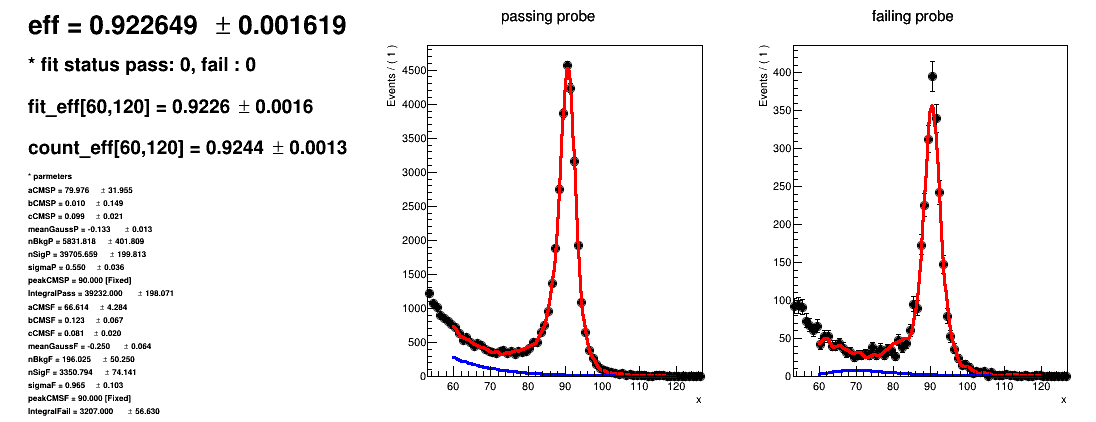 eff = 0.922649 ± 0.001619
* fit status pass: 0, fail : 0
fit_eff[60,120] = 0.9226 ± 0.0016
count_eff[60,120] = 0.9244 ± 0.0013
* parmeters
aCMSP = 79.976 ± 31.955
bCMSP = 0.010 ± 0.149
cCMSP = 0.099 ± 0.021
meanGaussP = -0.133 ± 0.013
nBkgP = 5831.818 ± 401.809
nSigP = 39705.659 ± 199.813
sigmaP = 0.550 ± 0.036
peakCMSP = 90.000 [Fixed]
IntegralPass = 39232.000 ± 198.071
aCMSF = 66.614 ± 4.284
bCMSF = 0.123 ± 0.067
cCMSF = 0.081 ± 0.020
meanGaussF = -0.250 ± 0.064
nBkgF = 196.025 ± 50.250
nSigF = 3350.794 ± 74.141
sigmaF = 0.965 ± 0.103
peakCMSF = 90.000 [Fixed]
IntegralFail = 3207.000 ± 56.630
passing probe
Events / ( 1 )
4500
4000
3500
3000
2500
2000
1500
1000
500
0
60 70 80 90 100 110 120
x
failing probe
Events / ( 1 )
400
350
300
250
200
150
100
50
0
60 70 80 90 100 110 120
x